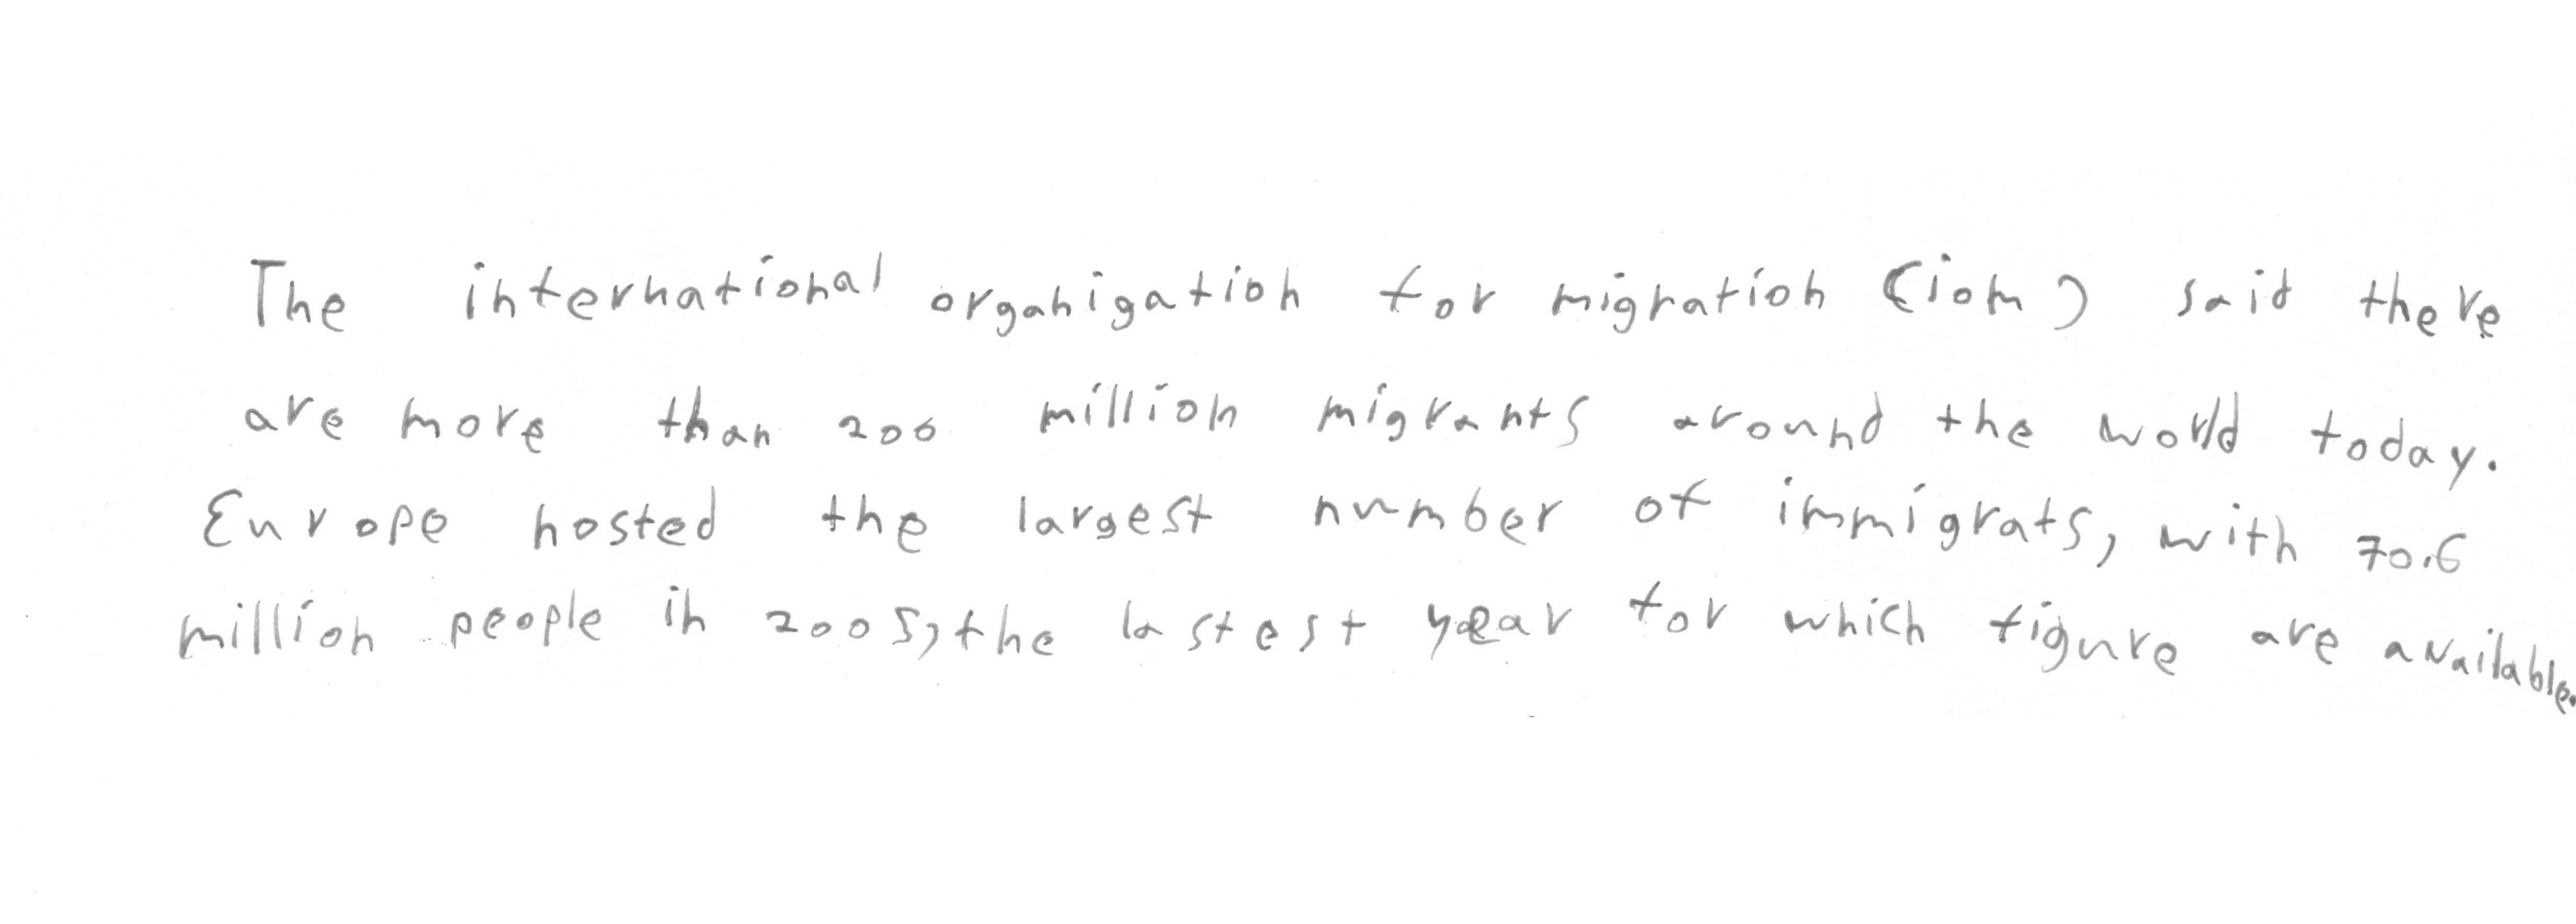 The international organigation for migration (iom) said there
are more than 200 million migrants around the world today.
Europe hosted the largest number of immigrats, with 70.6
million people in 2005, the lastest year for which figure are available.